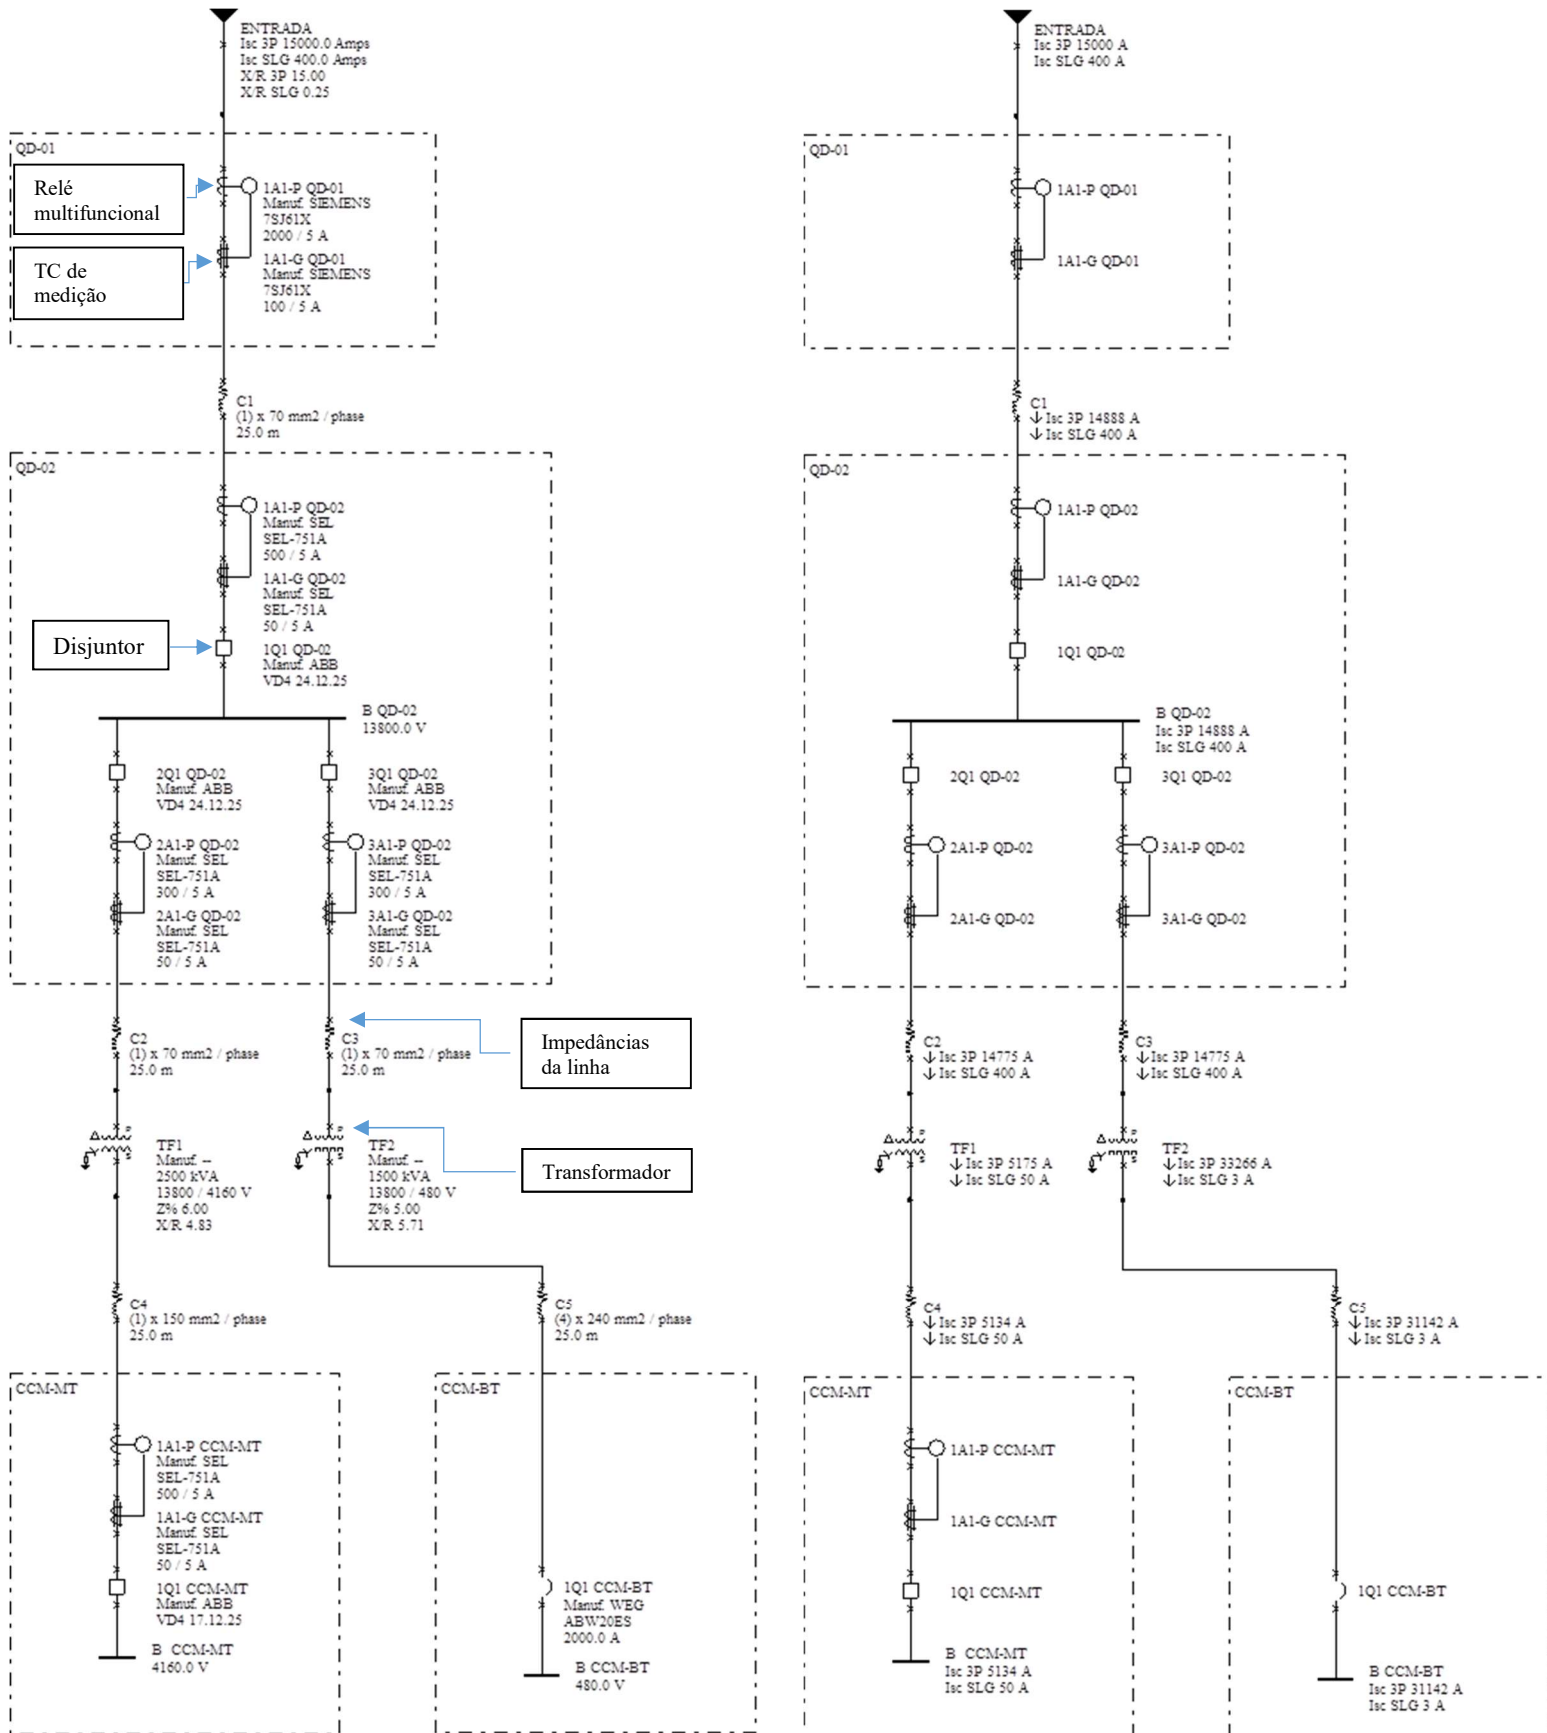 ENTRADA
Isc 3P 15000.0 Amps
Isc SLG 400.0 Amps
X/R 3P 15.00
X/R SLG 0.25
QD-01
Relé
multifuncional
1A1-P QD-01
Manuf. SIEMENS
7SJ61X
2000 / 5 A
TC de
medição
1A1-G QD-01
Manuf. SIEMENS
7SJ61X
100 / 5 A
C1
(1) x 70 mm2 / phase
25.0 m
QD-02
1A1-P QD-02
Manuf. SEL
SEL-751A
500 / 5 A
1A1-G QD-02
Manuf. SEL
SEL-751A
50 / 5 A
Disjuntor
1Q1 QD-02
Manuf. ABB
VD4 24.12.25
B QD-02
13800.0 V
2Q1 QD-02
Manuf. ABB
VD4 24.12.25
3Q1 QD-02
Manuf. ABB
VD4 24.12.25
2A1-P QD-02
Manuf. SEL
SEL-751A
300 / 5 A
2A1-G QD-02
Manuf. SEL
SEL-751A
50 / 5 A
3A1-P QD-02
Manuf. SEL
SEL-751A
300 / 5 A
3A1-G QD-02
Manuf. SEL
SEL-751A
50 / 5 A
C2
(1) x 70 mm2 / phase
25.0 m
C3
(1) x 70 mm2 / phase
25.0 m
Impedâncias
da linha
TF1
Manuf. --
2500 kVA
13800 / 4160 V
Z% 6.00
X/R 4.83
P
S
TF2
Manuf. --
1500 kVA
13800 / 480 V
Z% 5.00
X/R 5.71
Transformador
C4
(1) x 150 mm2 / phase
25.0 m
C5
(4) x 240 mm2 / phase
25.0 m
CCM-MT
1A1-P CCM-MT
Manuf. SEL
SEL-751A
500 / 5 A
1A1-G CCM-MT
Manuf. SEL
SEL-751A
50 / 5 A
1Q1 CCM-MT
Manuf. ABB
VD4 17.12.25
B CCM-MT
4160.0 V
CCM-BT
1Q1 CCM-BT
Manuf. WEG
ABW20ES
2000.0 A
B CCM-BT
480.0 V
ENTRADA
Isc 3P 15000 A
Isc SLG 400 A
QD-01
1A1-P QD-01
1A1-G QD-01
C1
↓ Isc 3P 14888 A
↓ Isc SLG 400 A
QD-02
1A1-P QD-02
1A1-G QD-02
1Q1 QD-02
B QD-02
Isc 3P 14888 A
Isc SLG 400 A
2Q1 QD-02
3Q1 QD-02
2A1-P QD-02
3A1-P QD-02
2A1-G QD-02
3A1-G QD-02
C2
↓ Isc 3P 14775 A
↓ Isc SLG 400 A
C3
↓ Isc 3P 14775 A
↓ Isc SLG 400 A
TF1
↓ Isc 3P 5175 A
↓ Isc SLG 50 A
TF2
↓ Isc 3P 33266 A
↓ Isc SLG 3 A
C4
↓ Isc 3P 5134 A
↓ Isc SLG 50 A
C5
↓ Isc 3P 31142 A
↓ Isc SLG 3 A
CCM-MT
1A1-P CCM-MT
1A1-G CCM-MT
1Q1 CCM-MT
B CCM-MT
Isc 3P 5134 A
Isc SLG 50 A
CCM-BT
1Q1 CCM-BT
B CCM-BT
Isc 3P 31142 A
Isc SLG 3 A